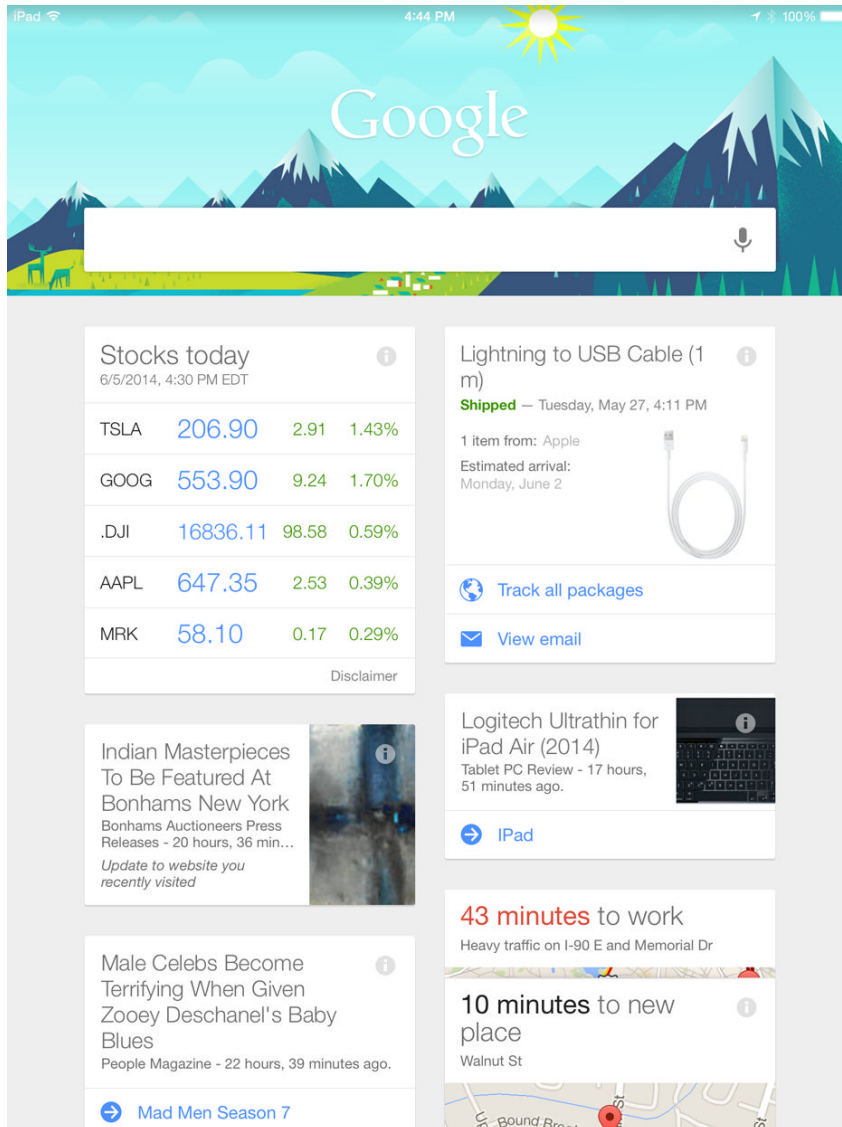 iPad 4:44 PM 100%
Google
Stocks today
6/5/2014, 4:30 PM EDT
TSLA 206.90 2.91 1.43%
GOOG 553.90 9.24 1.70%
.DJI 16836.11 98.58 0.59%
AAPL 647.35 2.53 0.39%
MRK 58.10 0.17 0.29%
Disclaimer
Indian Masterpieces
To Be Featured At
Bonhams New York
Bonhams Auctioneers Press
Releases - 20 hours, 36 min...
Update to website you
recently visited
Male Celebs Become
Terrifying When Given
Zooey Deschanel's Baby
Blues
People Magazine - 22 hours, 39 minutes ago.
Mad Men Season 7
Lightning to USB Cable (1
m)
Shipped — Tuesday, May 27, 4:11 PM
1 item from: Apple
Estimated arrival:
Monday, June 2
Track all packages
View email
Logitech Ultrathin for
iPad Air (2014)
Tablet PC Review - 17 hours,
51 minutes ago.
IPad
43 minutes to work
Heavy traffic on I-90 E and Memorial Dr
10 minutes to new
place
Walnut St
Bound